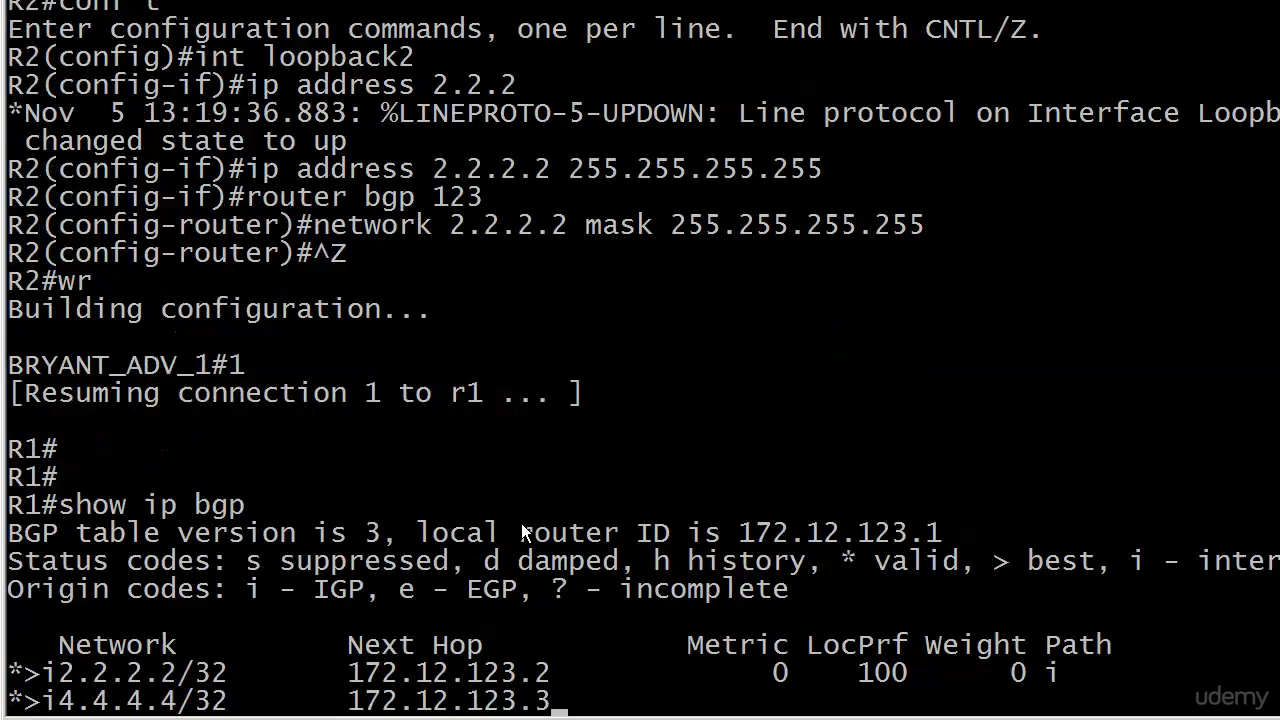 R2#conf t
Enter configuration commands, one per line.  End with CNTL/Z.
R2(config)#int loopback2
R2(config-if)#ip address 2.2.2
*Nov  5 13:19:36.883: %LINEPROTO-5-UPDOWN: Line protocol on Interface Loopb
changed state to up
R2(config-if)#ip address 2.2.2.2 255.255.255.255
R2(config-if)#router bgp 123
R2(config-router)#network 2.2.2.2 mask 255.255.255.255
R2(config-router)#^Z
R2#wr
Building configuration...
BRYANT_ADV_1#1
[Resuming connection 1 to r1 ... ]
R1#
R1#
R1#show ip bgp
BGP table version is 3, local router ID is 172.12.123.1
Status codes: s suppressed, d damped, h history, * valid, > best, i - inter
Origin codes: i - IGP, e - EGP, ? - incomplete
Network Next Hop Metric LocPrf Weight Path
*>i2.2.2.2/32 172.12.123.2 0 100 0 i
*>i4.4.4.4/32 172.12.123.3
udemy